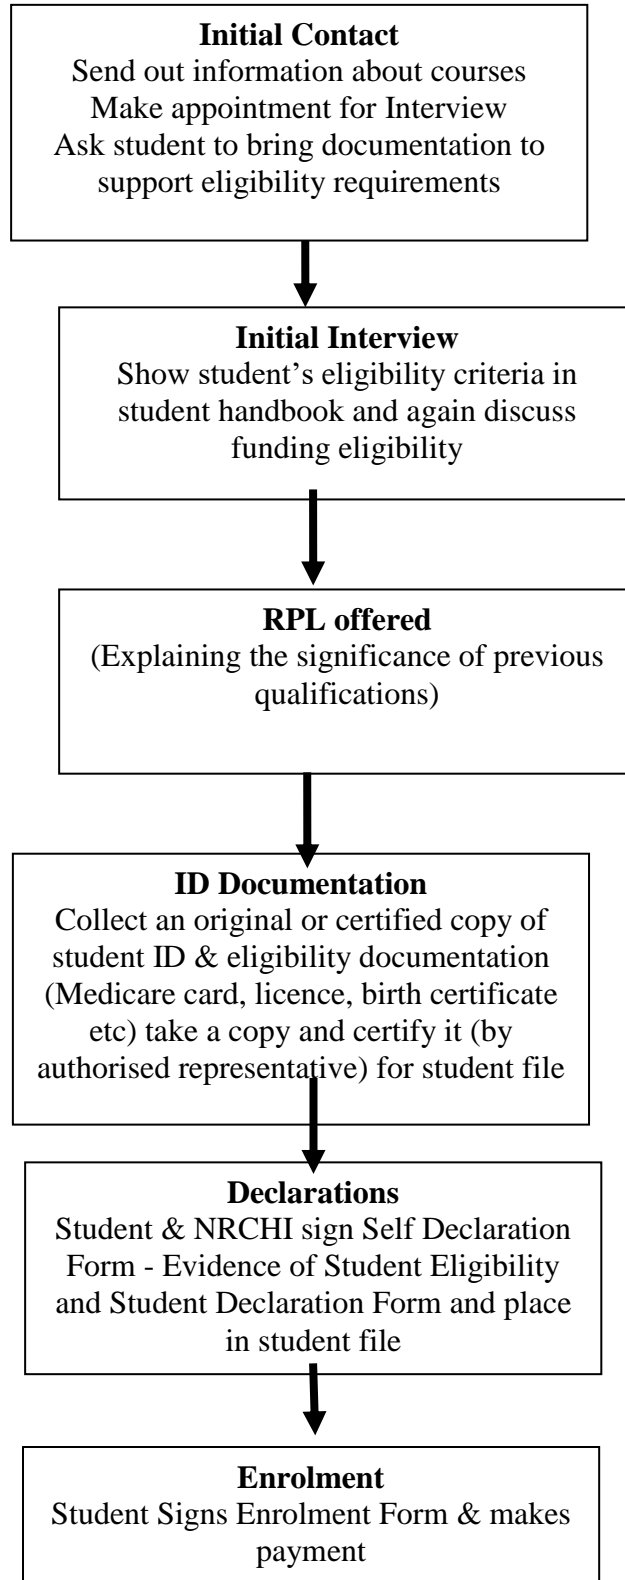 Initial Contact
Send out information about courses
Make appointment for Interview
Ask student to bring documentation to
support eligibility requirements
Initial Interview
Show student’s eligibility criteria in
student handbook and again discuss
funding eligibility
RPL offered
(Explaining the significance of previous
qualifications)
ID Documentation
Collect an original or certified copy of
student ID & eligibility documentation
(Medicare card, licence, birth certificate
etc) take a copy and certify it (by
authorised representative) for student file
Declarations
Student & NRCHI sign Self Declaration
Form - Evidence of Student Eligibility
and Student Declaration Form and place
in student file
Enrolment
Student Signs Enrolment Form & makes
payment